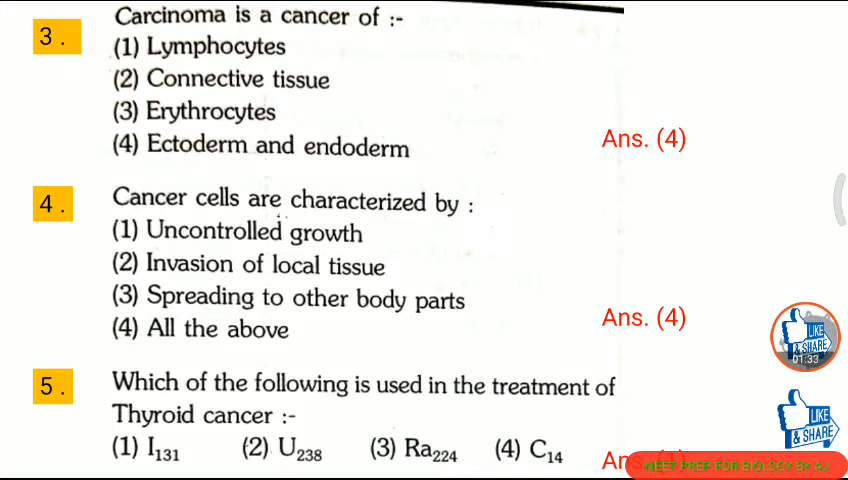 3 .
Carcinoma is a cancer of :-
(1) Lymphocytes
(2) Connective tissue
(3) Erythrocytes
(4) Ectoderm and endoderm
Ans. (4)
4 .
Cancer cells are characterized by :
(1) Uncontrolled growth
(2) Invasion of local tissue
(3) Spreading to other body parts
(4) All the above
Ans. (4)
5 .
Which of the following is used in the treatment of
Thyroid cancer :-
(1) I₁₃₁ (2) U₂₃₈ (3) Ra₂₂₄ (4) C₁₄
Ans. (1)
LIKE
& SHARE
01:33
LIKE
& SHARE
NEET PREP FOR BIOLOGY BY AJ